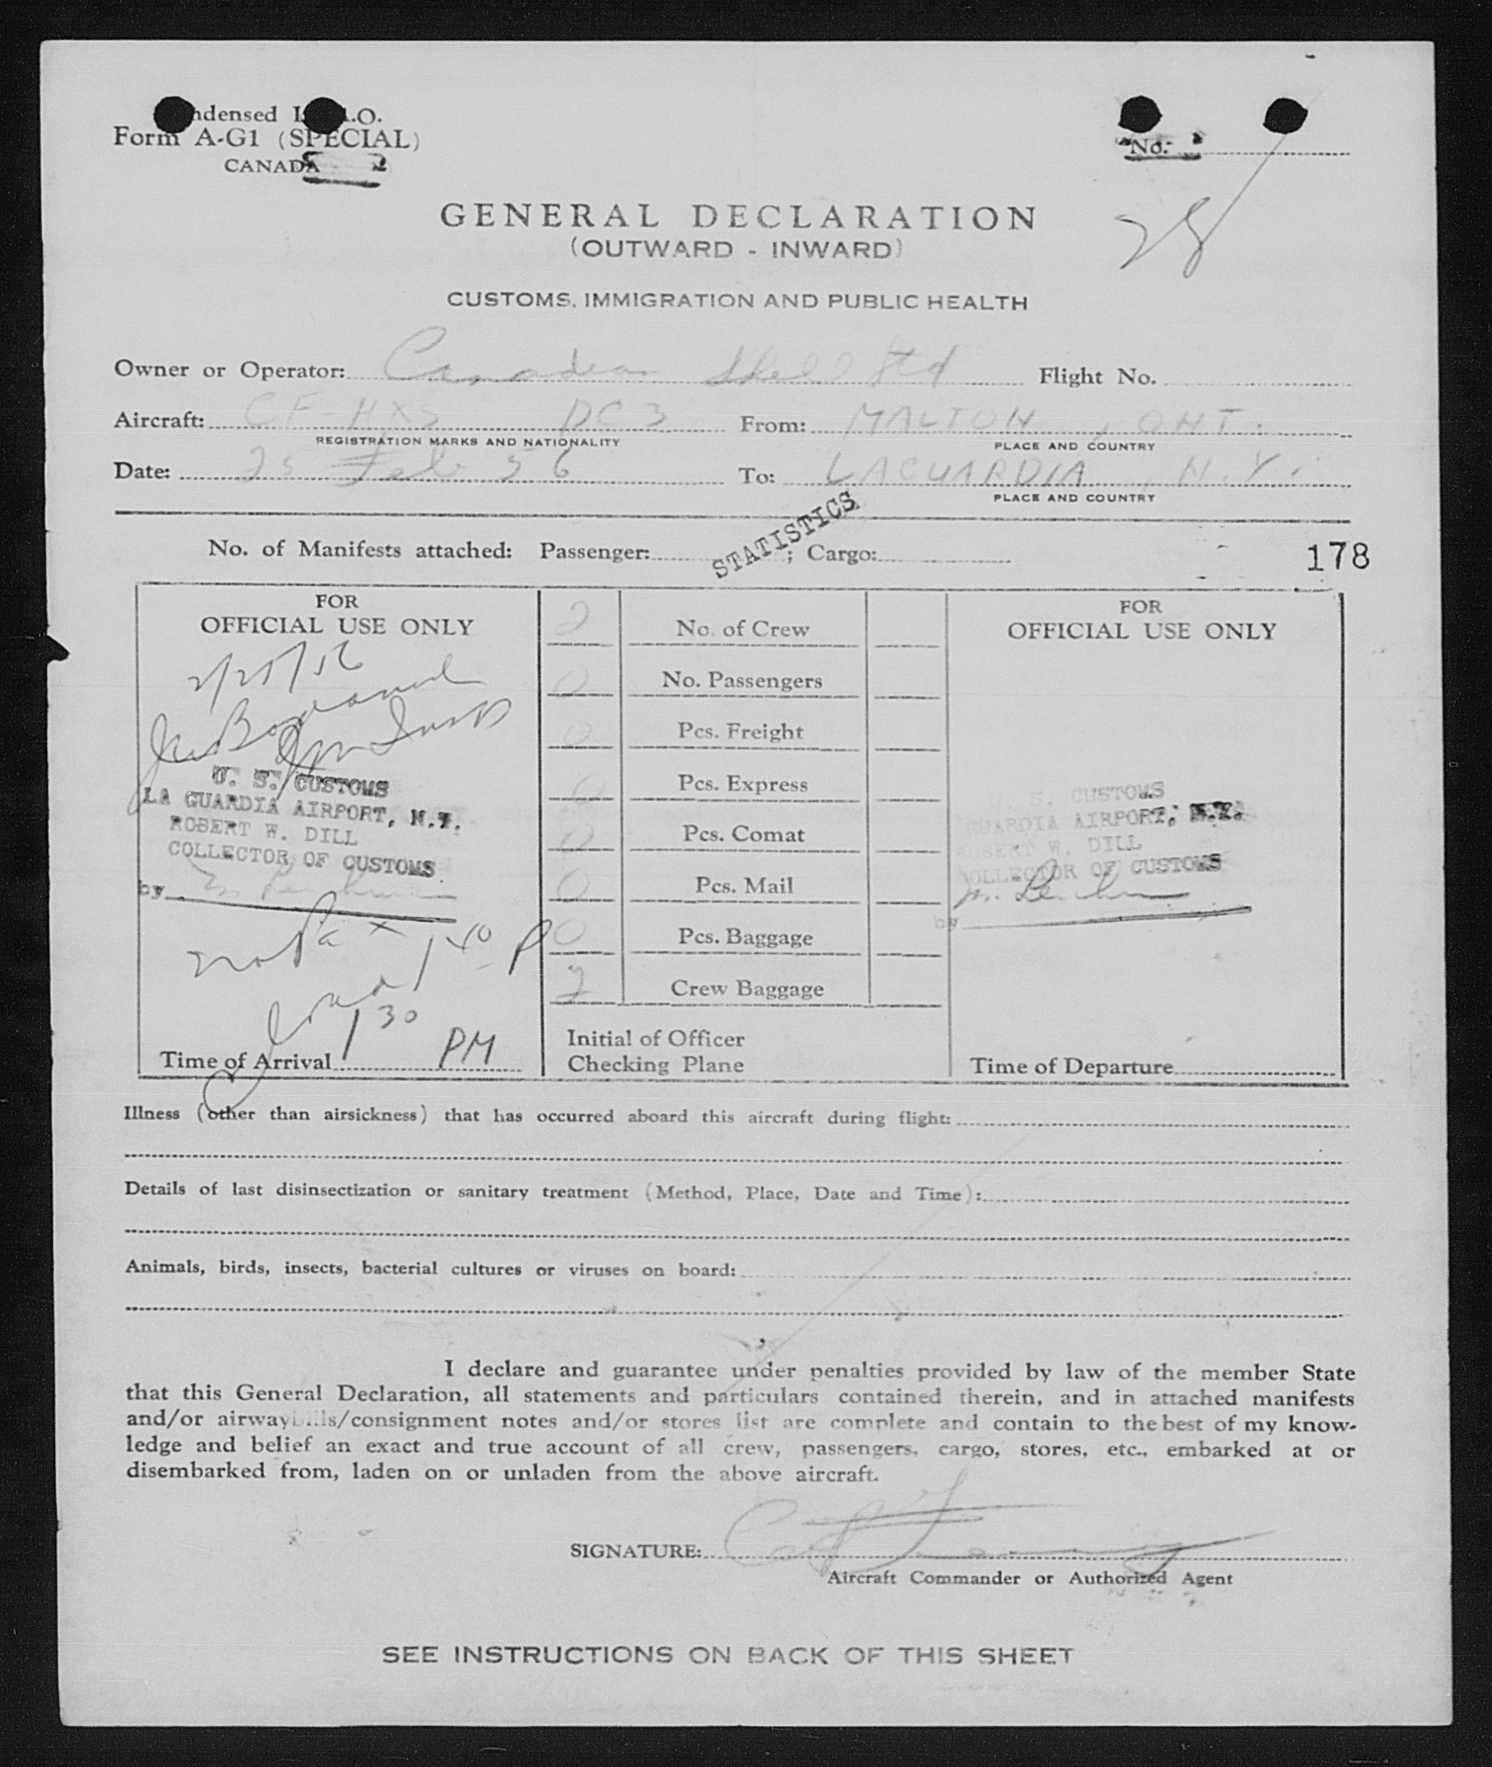 ndensed I. .O.
Form A-G1 (SPECIAL)
CANADA
No.
28
GENERAL DECLARATION
(OUTWARD - INWARD)
CUSTOMS, IMMIGRATION AND PUBLIC HEALTH
Owner or Operator: Canadian Shell Ltd Flight No.
Aircraft: CF-HXS DC3 From: MALTON, ONT.
REGISTRATION MARKS AND NATIONALITY PLACE AND COUNTRY
Date: 25 Feb 56 To: LAGUARDIA, N.Y.
PLACE AND COUNTRY
No. of Manifests attached: Passenger: STATISTICS ; Cargo: 178
FOR
OFFICIAL USE ONLY
2/25/56
U. S. CUSTOMS
LA GUARDIA AIRPORT, N.Y.
ROBERT W. DILL
COLLECTOR OF CUSTOMS
by
no Pax
1 40 P
1 30 PM
Time of Arrival
2 No. of Crew
0 No. Passengers
0 Pcs. Freight
0 Pcs. Express
0 Pcs. Comat
0 Pcs. Mail
0 Pcs. Baggage
2 Crew Baggage
Initial of Officer
Checking Plane
FOR
OFFICIAL USE ONLY
S. CUSTOMS
GUARDIA AIRPORT, N.Y.
ROBERT W. DILL
COLLECTOR OF CUSTOMS
by
Time of Departure
Illness (other than airsickness) that has occurred aboard this aircraft during flight:
Details of last disinsectization or sanitary treatment (Method, Place, Date and Time):
Animals, birds, insects, bacterial cultures or viruses on board:
I declare and guarantee under penalties provided by law of the member State
that this General Declaration, all statements and particulars contained therein, and in attached manifests
and/or airwaybills/consignment notes and/or stores list are complete and contain to the best of my know-
ledge and belief an exact and true account of all crew, passengers, cargo, stores, etc., embarked at or
disembarked from, laden on or unladen from the above aircraft.
SIGNATURE:
Aircraft Commander or Authorized Agent
SEE INSTRUCTIONS ON BACK OF THIS SHEET